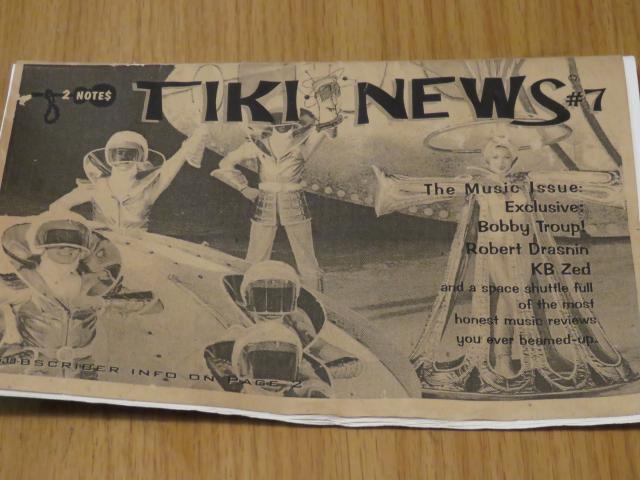 2 NOTE$
TIKI NEWS #7
The Music Issue:
Exclusive:
Bobby Troup!
Robert Drasnin
KB Zed
and a space shuttle full
of the most
honest music reviews
you ever beamed-up.
SUBSCRIBER INFO ON PAGE 2